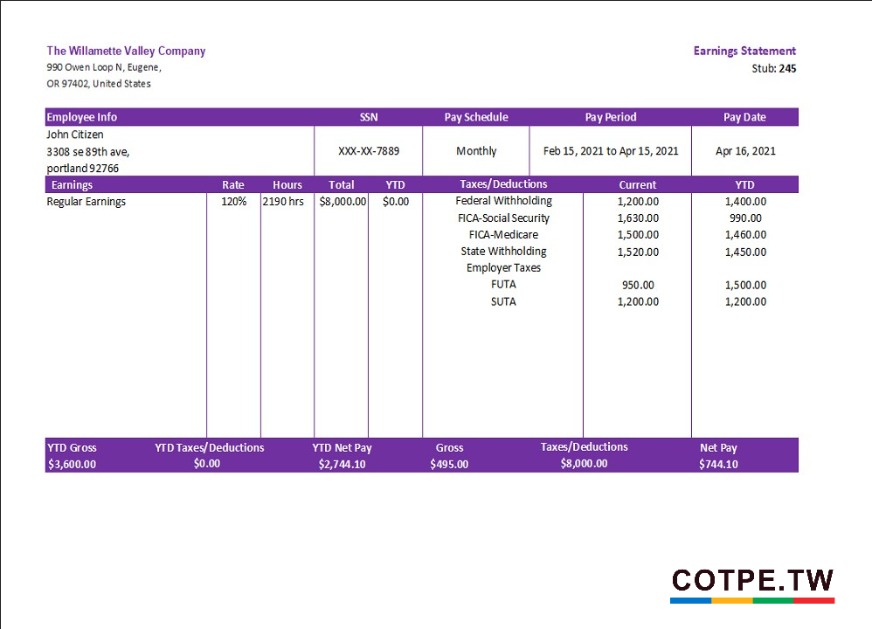 The Willamette Valley Company
990 Owen Loop N, Eugene,
OR 97402, United States
Earnings Statement
Stub: 245
Employee Info SSN Pay Schedule Pay Period Pay Date
John Citizen
3308 se 89th ave,
portland 92766
XXX-XX-7889 Monthly Feb 15, 2021 to Apr 15, 2021 Apr 16, 2021
Earnings Rate Hours Total YTD Taxes/Deductions Current YTD
Regular Earnings 120% 2190 hrs $8,000.00 $0.00 Federal Withholding 1,200.00 1,400.00
FICA-Social Security 1,630.00 990.00
FICA-Medicare 1,500.00 1,460.00
State Withholding 1,520.00 1,450.00
Employer Taxes
FUTA 950.00 1,500.00
SUTA 1,200.00 1,200.00
YTD Gross YTD Taxes/Deductions YTD Net Pay Gross Taxes/Deductions Net Pay
$3,600.00 $0.00 $2,744.10 $495.00 $8,000.00 $744.10
COTPE.TW